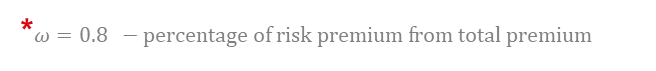 *ω = 0.8 – percentage of risk premium from total premium